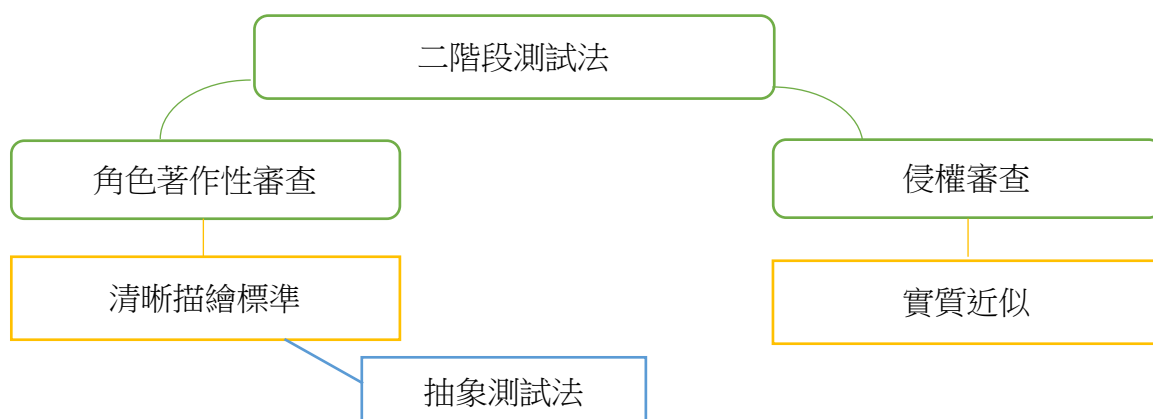 二階段測試法
角色著作性審查
侵權審查
清晰描繪標準
實質近似
抽象測試法